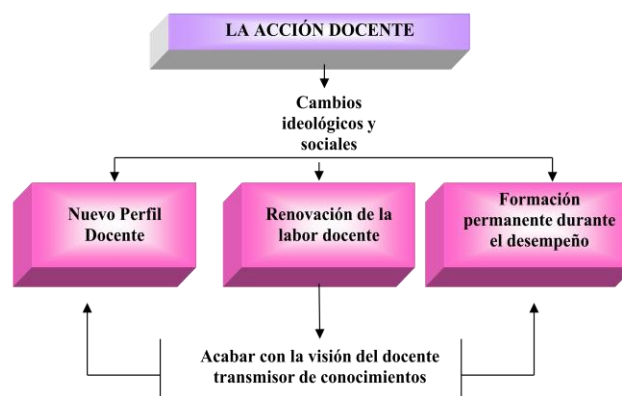 LA ACCIÓN DOCENTE
Cambios
ideológicos y
sociales
Nuevo Perfil
Docente
Renovación de la
labor docente
Formación
permanente durante
el desempeño
Acabar con la visión del docente
transmisor de conocimientos